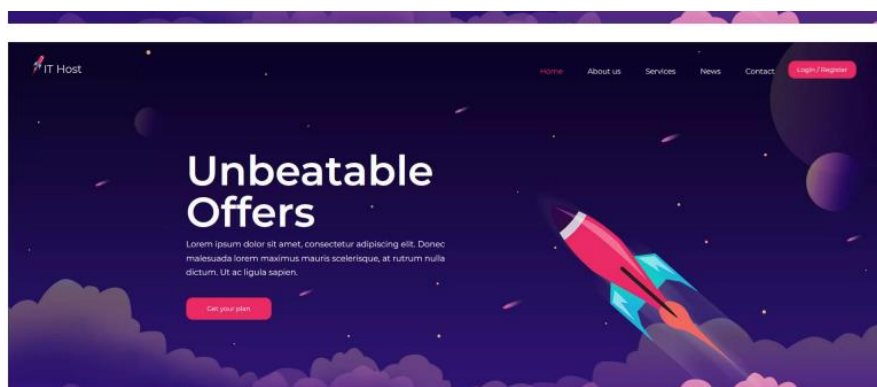 IT Host
Home About us Services News Contact Login / Register
Unbeatable
Offers
Lorem ipsum dolor sit amet, consectetur adipiscing elit. Donec
malesuada lorem maximus mauris scelerisque, at rutrum nulla
dictum. Ut ac ligula sapien.
Get your plan